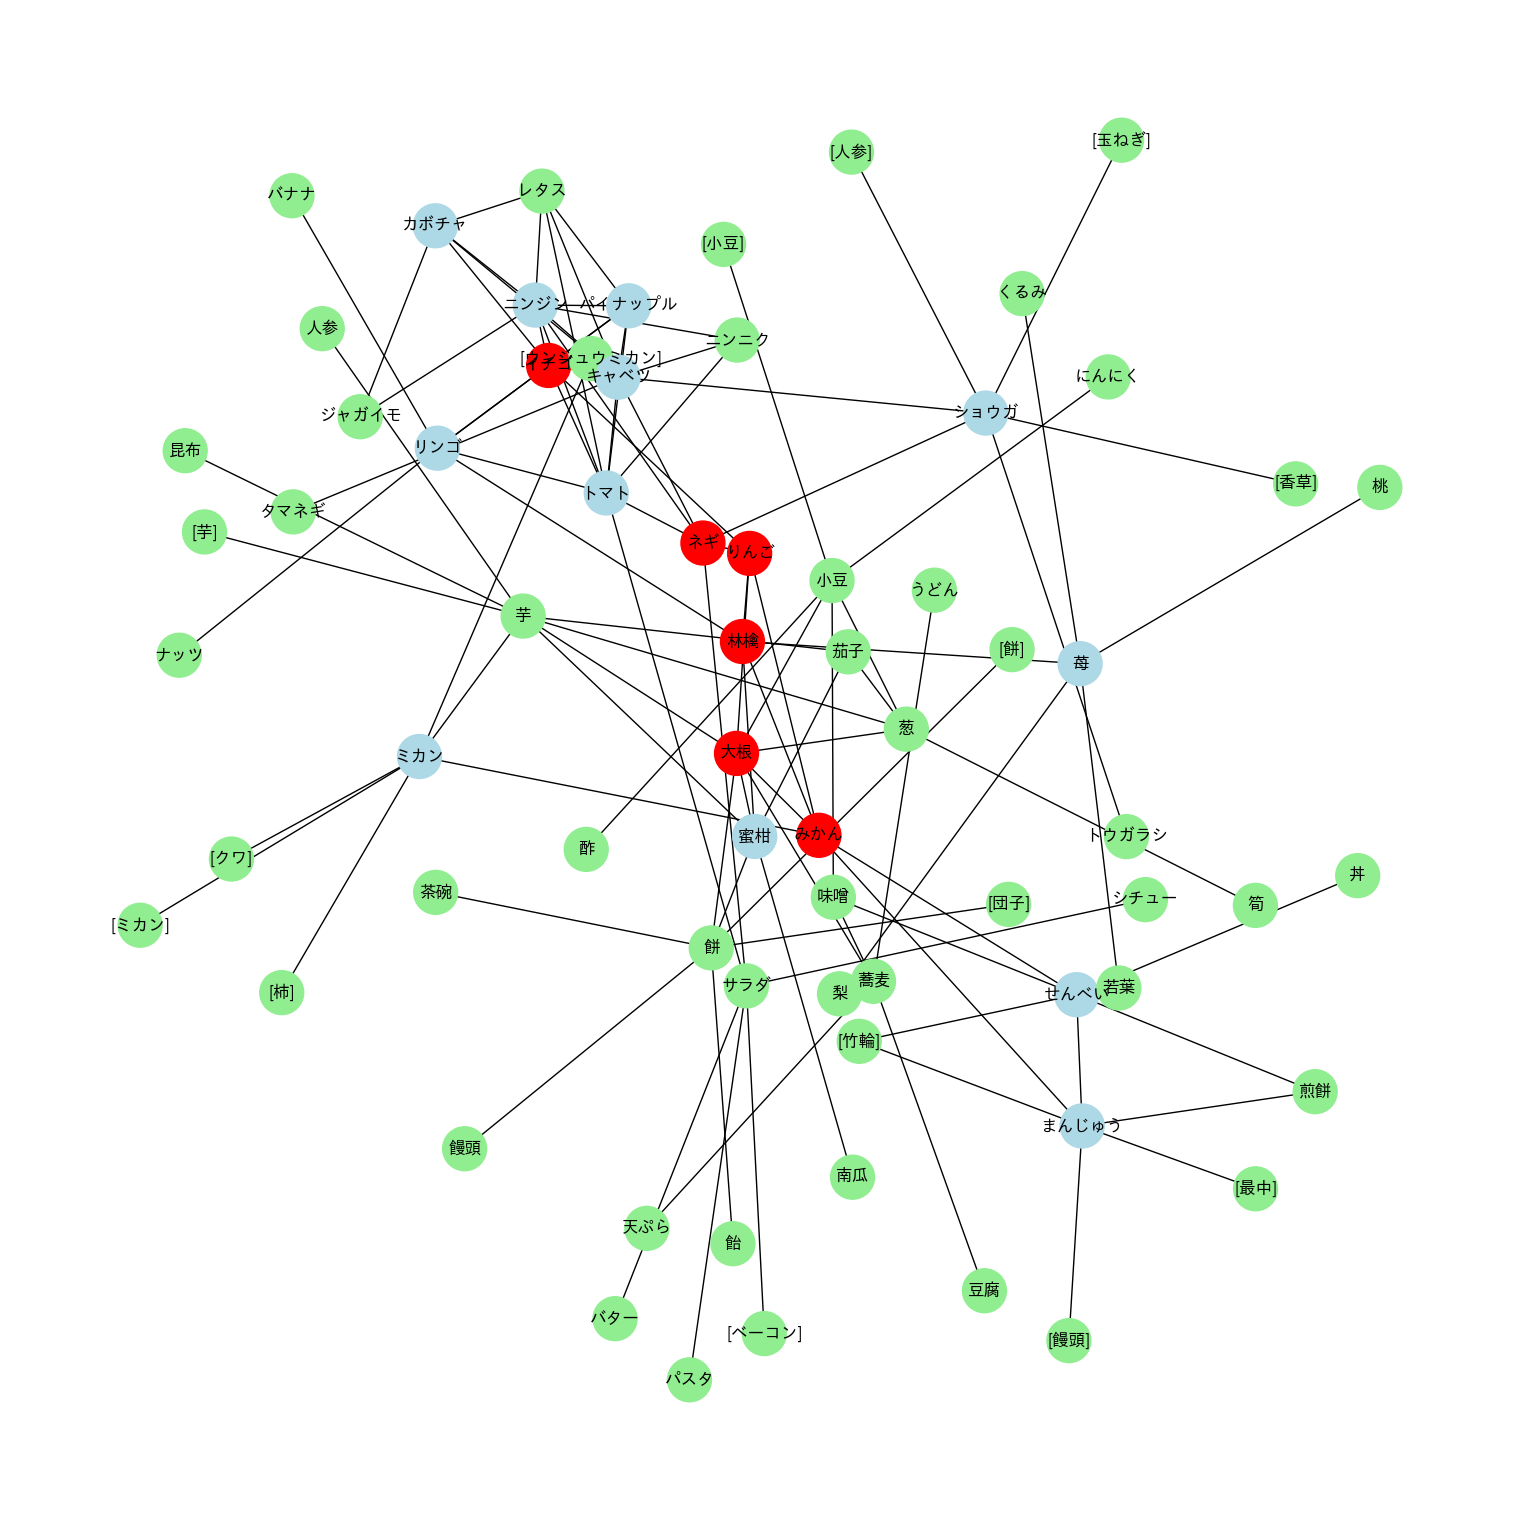 [玉ねぎ]
[人参]
レタス
バナナ
カボチャ
[小豆]
くるみ
ニンジン
パイナップル
人参
ニンニク
[ウンシュウミカン]
イチゴ
キャベツ
にんにく
ショウガ
ジャガイモ
リンゴ
昆布
[香草]
桃
トマト
タマネギ
[芋]
ネギ
りんご
小豆
うどん
芋
林檎
茄子
[餅]
ナッツ
苺
葱
大根
ミカン
蜜柑
みかん
トウガラシ
酢
[クワ]
丼
茶碗
味噌
[団子]
シチュー
筍
[ミカン]
餅
サラダ
蕎麦
梨
[柿]
せんべい
若葉
[竹輪]
煎餅
まんじゅう
饅頭
南瓜
[最中]
天ぷら
飴
豆腐
バター
[ベーコン]
[饅頭]
パスタ